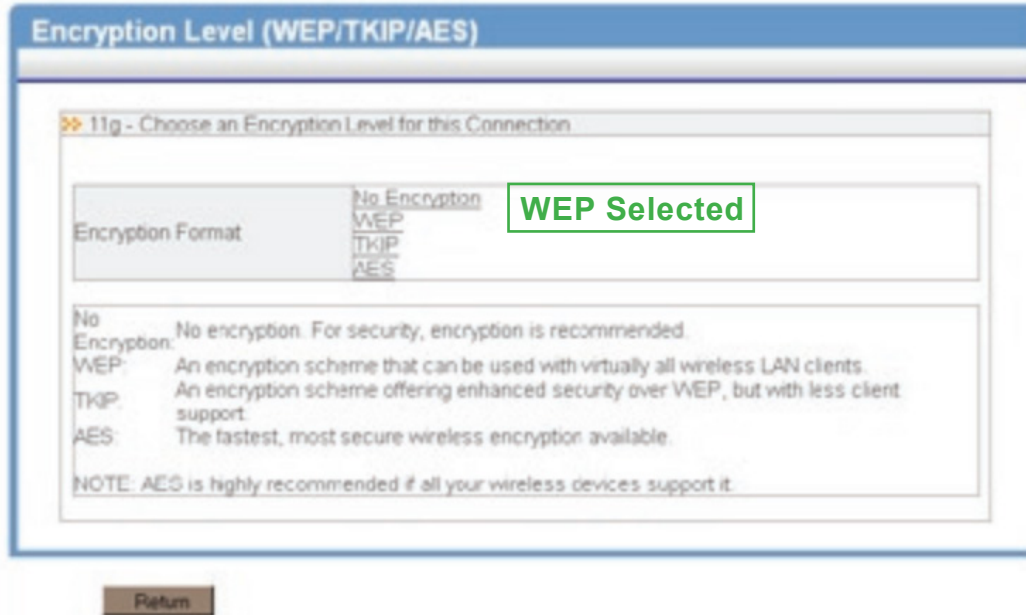 Encryption Level (WEP/TKIP/AES)
11g - Choose an Encryption Level for this Connection
Encryption Format
No Encryption
WEP
TKIP
AES
WEP Selected
No
Encryption:
No encryption. For security, encryption is recommended.
WEP:
An encryption scheme that can be used with virtually all wireless LAN clients.
TKIP:
An encryption scheme offering enhanced security over WEP, but with less client
support.
AES:
The fastest, most secure wireless encryption available.
NOTE: AES is highly recommended if all your wireless devices support it.
Return